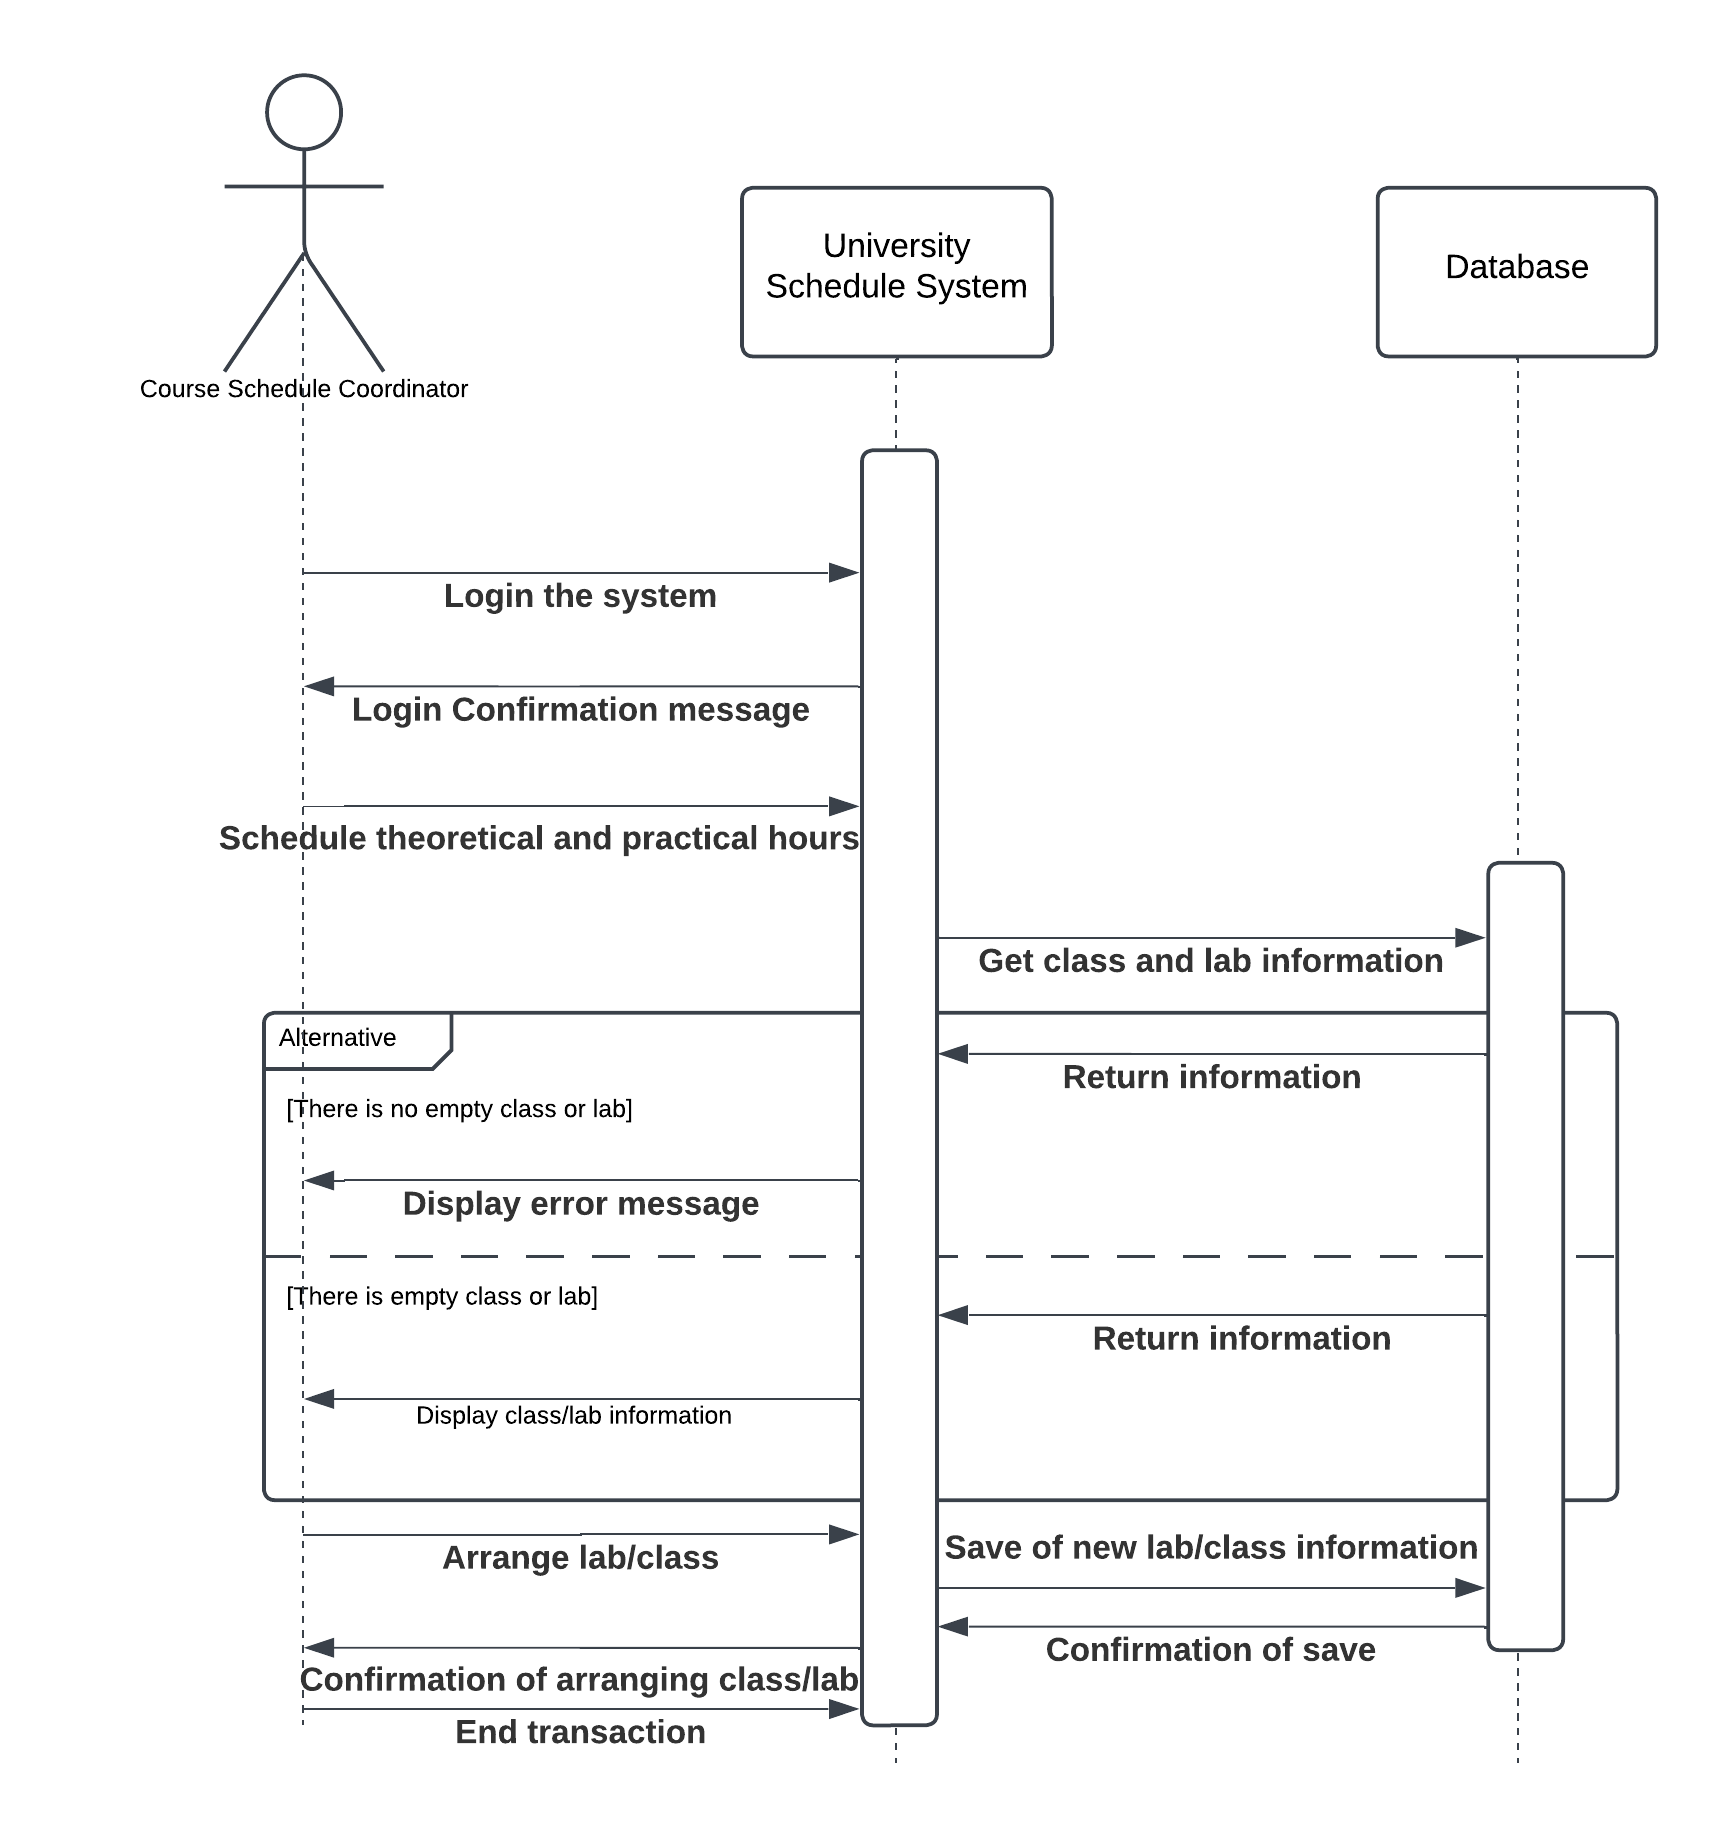 University
Schedule System
Database
Course Schedule Coordinator
Login the system
Login Confirmation message
Schedule theoretical and practical hours
Get class and lab information
Alternative
Return information
[There is no empty class or lab]
Display error message
[There is empty class or lab]
Return information
Display class/lab information
Save of new lab/class information
Arrange lab/class
Confirmation of save
Confirmation of arranging class/lab
End transaction